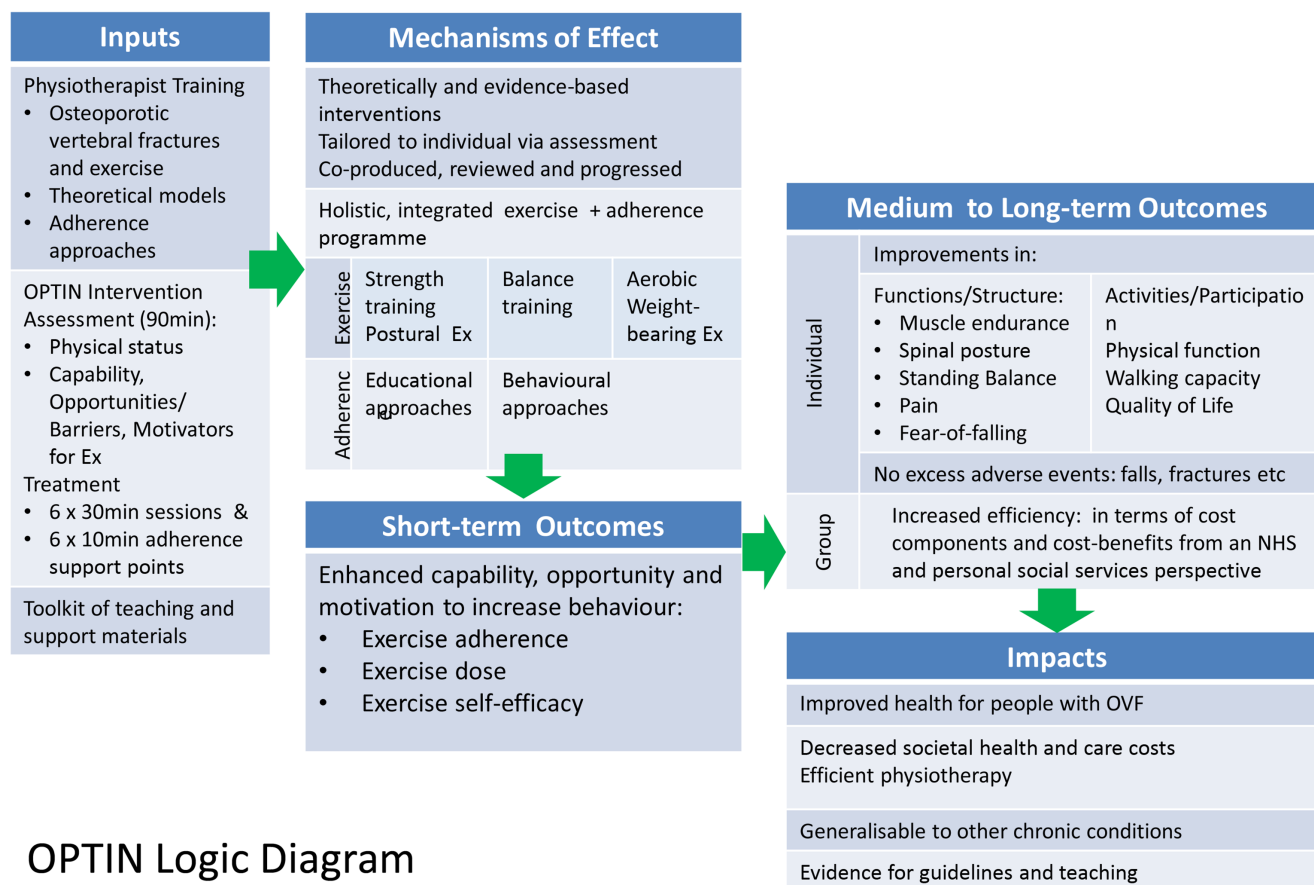 Inputs
Physiotherapist Training
• Osteoporotic
vertebral fractures
and exercise
• Theoretical models
• Adherence
approaches
OPTIN Intervention
Assessment (90min):
• Physical status
• Capability,
Opportunities/
Barriers, Motivators
for Ex
Treatment
• 6 x 30min sessions &
• 6 x 10min adherence
support points
Toolkit of teaching and
support materials
Mechanisms of Effect
Theoretically and evidence-based
interventions
Tailored to individual via assessment
Co-produced, reviewed and progressed
Holistic, integrated exercise + adherence
programme
Exercise
Strength
training
Postural Ex
Balance
training
Aerobic
Weight-
bearing Ex
Adherenc
e
Educational
approaches
Behavioural
approaches
Short-term Outcomes
Enhanced capability, opportunity and
motivation to increase behaviour:
• Exercise adherence
• Exercise dose
• Exercise self-efficacy
Medium to Long-term Outcomes
Individual
Improvements in:
Functions/Structure:
• Muscle endurance
• Spinal posture
• Standing Balance
• Pain
• Fear-of-falling
Activities/Participatio
n
Physical function
Walking capacity
Quality of Life
No excess adverse events: falls, fractures etc
Group
Increased efficiency: in terms of cost
components and cost-benefits from an NHS
and personal social services perspective
Impacts
Improved health for people with OVF
Decreased societal health and care costs
Efficient physiotherapy
Generalisable to other chronic conditions
Evidence for guidelines and teaching
OPTIN Logic Diagram